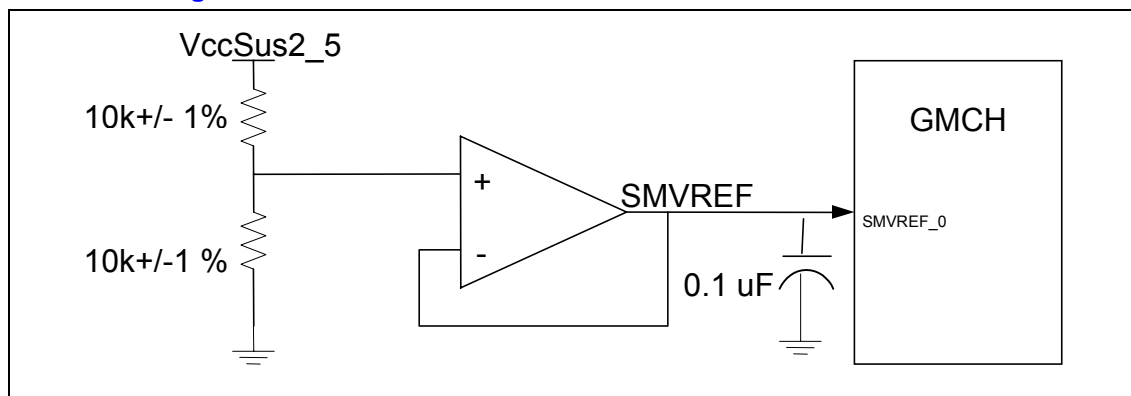 VccSus2_5
10k+/- 1%
GMCH
+
SMVREF
SMVREF_0
-
10k+/-1 %
0.1 uF